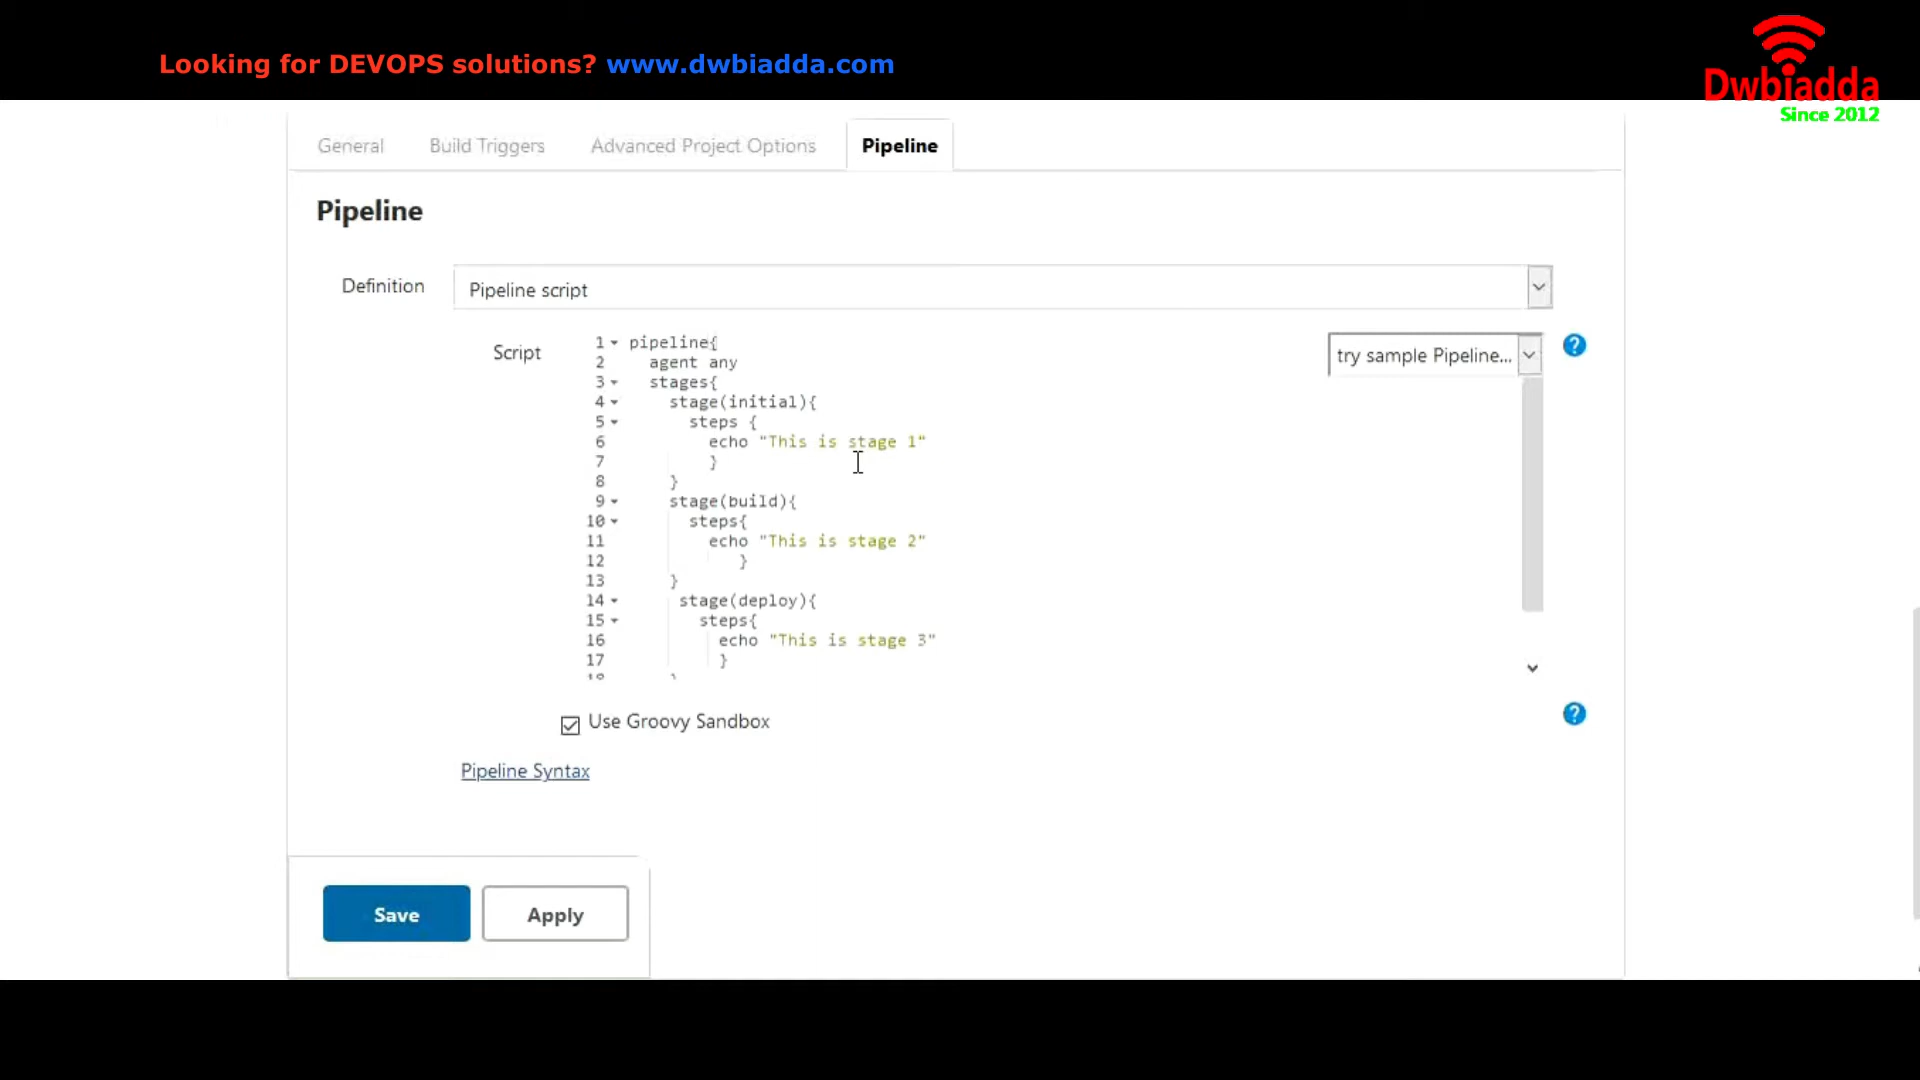 Looking for DEVOPS solutions? www.dwbiadda.com
Dwbiadda
Since 2012
General Build Triggers Advanced Project Options Pipeline
Pipeline
Definition Pipeline script
Script
try sample Pipeline...
1 pipeline{
2 agent any
3 stages{
4 stage(initial){
5 steps {
6 echo "This is stage 1"
7 }
8 }
9 stage(build){
10 steps{
11 echo "This is stage 2"
12 }
13 }
14 stage(deploy){
15 steps{
16 echo "This is stage 3"
17 }
Use Groovy Sandbox
Pipeline Syntax
Save Apply